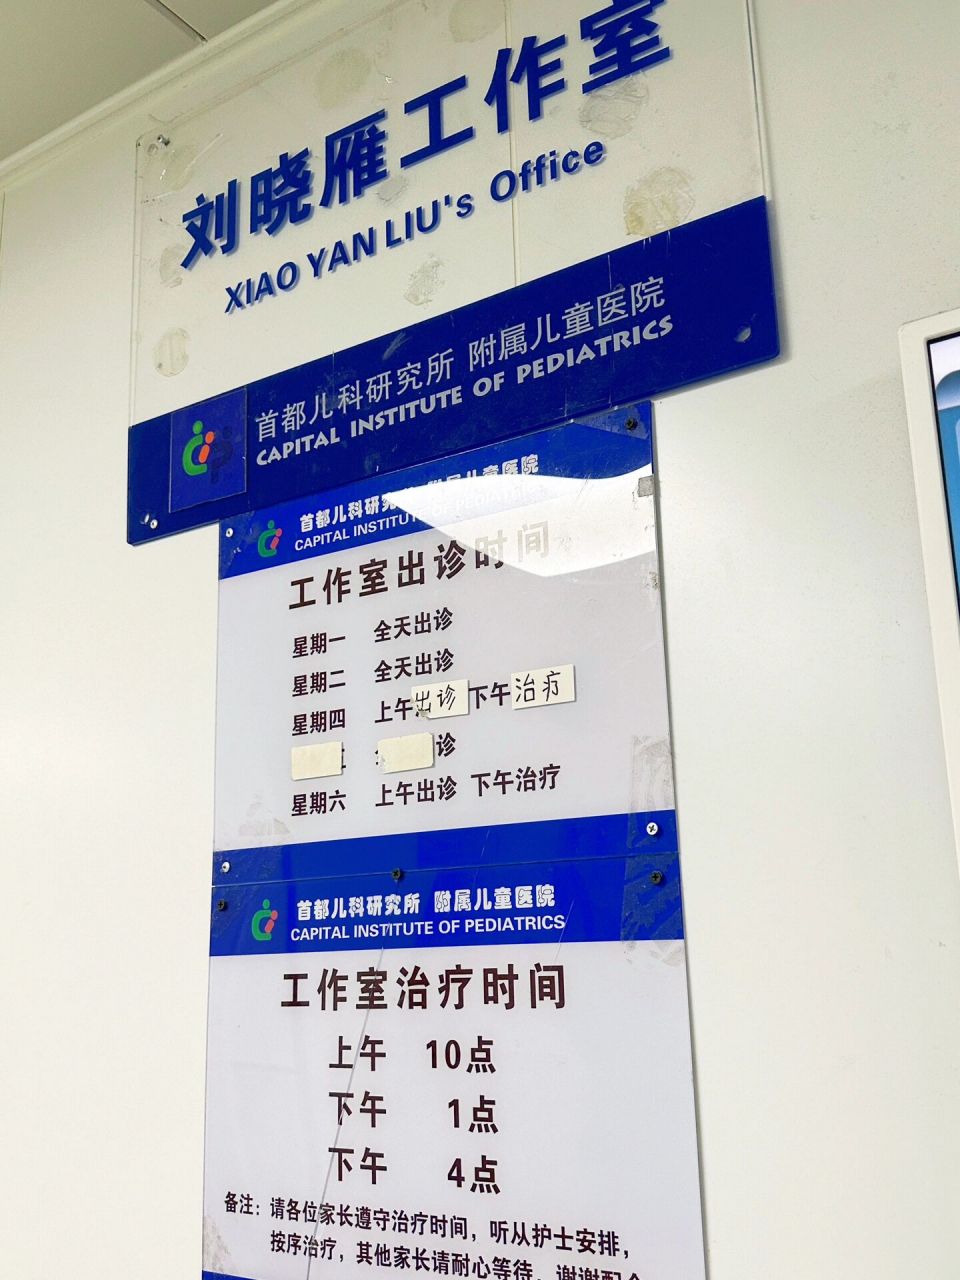 刘晓雁工作室
XIAO YAN LIU's Office
首都儿科研究所 附属儿童医院
CAPITAL INSTITUTE OF PEDIATRICS
首都儿科研究所 附属儿童医院
CAPITAL INSTITUTE OF PEDIATRICS
工作室出诊时间
星期一 全天出诊
星期二 全天出诊
星期四 上午出诊 下午治疗
诊
星期六 上午出诊 下午治疗
首都儿科研究所 附属儿童医院
CAPITAL INSTITUTE OF PEDIATRICS
工作室治疗时间
上午 10点
下午 1点
下午 4点
备注：请各位家长遵守治疗时间，听从护士安排，
按序治疗，其他家长请耐心等待，谢谢配合